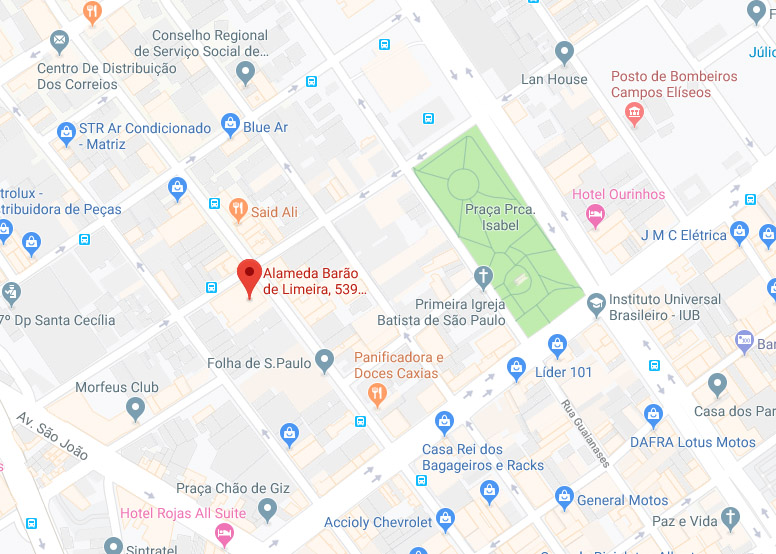 Conselho Regional
de Serviço Social de...
Centro De Distribuição
Dos Correios
Lan House
Júlio
Posto de Bombeiros
Campos Elíseos
STR Ar Condicionado
- Matriz
Blue Ar
Hotel Ourinhos
trolux -
stribuidora de Peças
Said Ali
Praça Prca.
Isabel
J M C Elétrica
Alameda Barão
de Limeira, 539...
Primeira Igreja
Batista de São Paulo
Instituto Universal
Brasileiro - IUB
7º Dp Santa Cecília
Folha de S.Paulo
Panificadora e
Doces Caxias
Líder 101
Bar
Morfeus Club
Casa dos Par
Av. São João
Rua Guaianases
DAFRA Lotus Motos
Casa Rei dos
Bagageiros e Racks
Praça Chão de Giz
General Motos
Hotel Rojas All Suite
Accioly Chevrolet
Paz e Vida
Sintratel